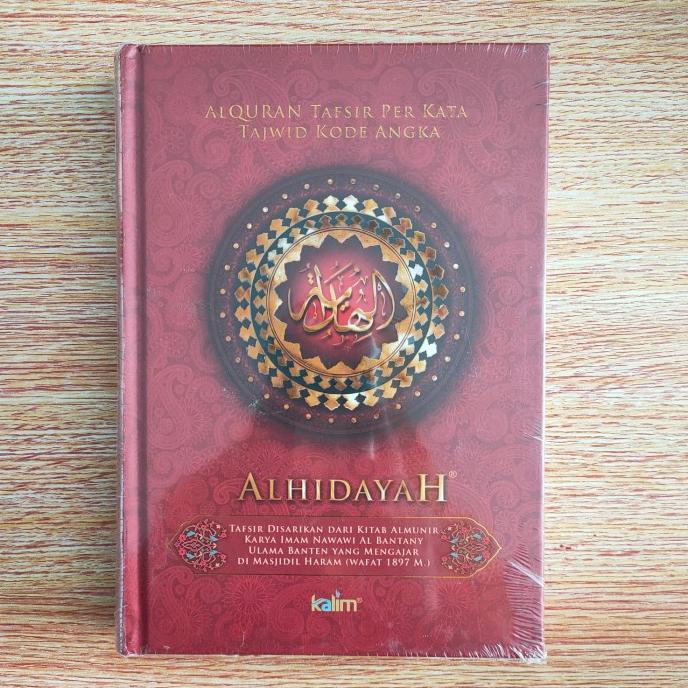 ALQURAN TAFSIR PER KATA
TAJWID KODE ANGKA
الهداية
ALHIDAYAH®
TAFSIR DISARIKAN DARI KITAB ALMUNIR
KARYA IMAM NAWAWI AL BANTANY
ULAMA BANTEN YANG MENGAJAR
DI MASJIDIL HARAM (WAFAT 1897 M.)
kalim®